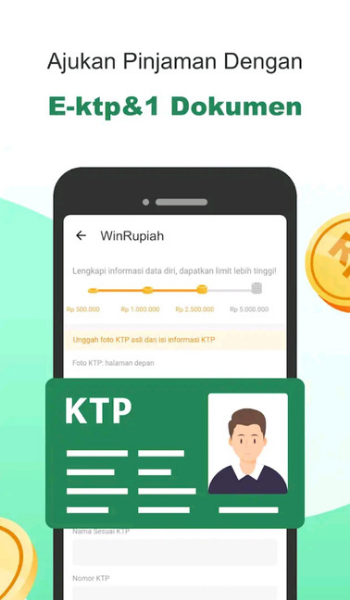 Ajukan Pinjaman Dengan
E-ktp&1 Dokumen
WinRupiah
Lengkapi informasi data diri, dapatkan limit lebih tinggi!
Rp 500.000 Rp 1.000.000 Rp 2.500.000 Rp 5.000.000
Unggah foto KTP asli dan isi informasi KTP
Foto KTP: halaman depan
KTP
Nama Sesuai KTP
Nomor KTP